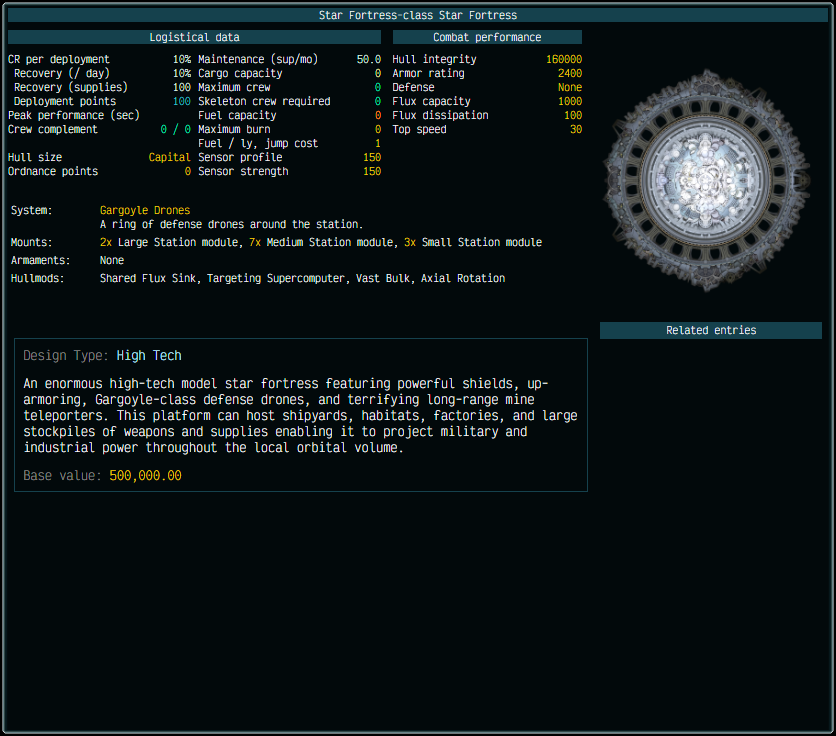 Star Fortress-class Star Fortress
Logistical data
CR per deployment 10% Maintenance (sup/mo) 50.0
Recovery (/ day) 10% Cargo capacity 0
Recovery (supplies) 100 Maximum crew 0
Deployment points 100 Skeleton crew required 0
Peak performance (sec) Fuel capacity 0
Crew complement 0 / 0 Maximum burn 0
Fuel / ly, jump cost 1
Hull size Capital Sensor profile 150
Ordnance points 0 Sensor strength 150
Combat performance
Hull integrity 160000
Armor rating 2400
Defense None
Flux capacity 1000
Flux dissipation 100
Top speed 30
System: Gargoyle Drones
A ring of defense drones around the station.
Mounts: 2x Large Station module, 7x Medium Station module, 3x Small Station module
Armaments: None
Hullmods: Shared Flux Sink, Targeting Supercomputer, Vast Bulk, Axial Rotation
Related entries
Design Type: High Tech
An enormous high-tech model star fortress featuring powerful shields, up-
armoring, Gargoyle-class defense drones, and terrifying long-range mine
teleporters. This platform can host shipyards, habitats, factories, and large
stockpiles of weapons and supplies enabling it to project military and
industrial power throughout the local orbital volume.
Base value: 500,000.00